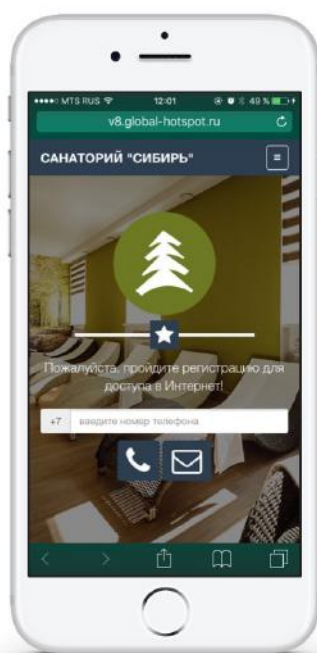 MTS RUS 12:01 49 %
v8.global-hotspot.ru
САНАТОРИЙ "СИБИРЬ"
Пожалуйста, пройдите регистрацию для
доступа в Интернет!
+7 введите номер телефона